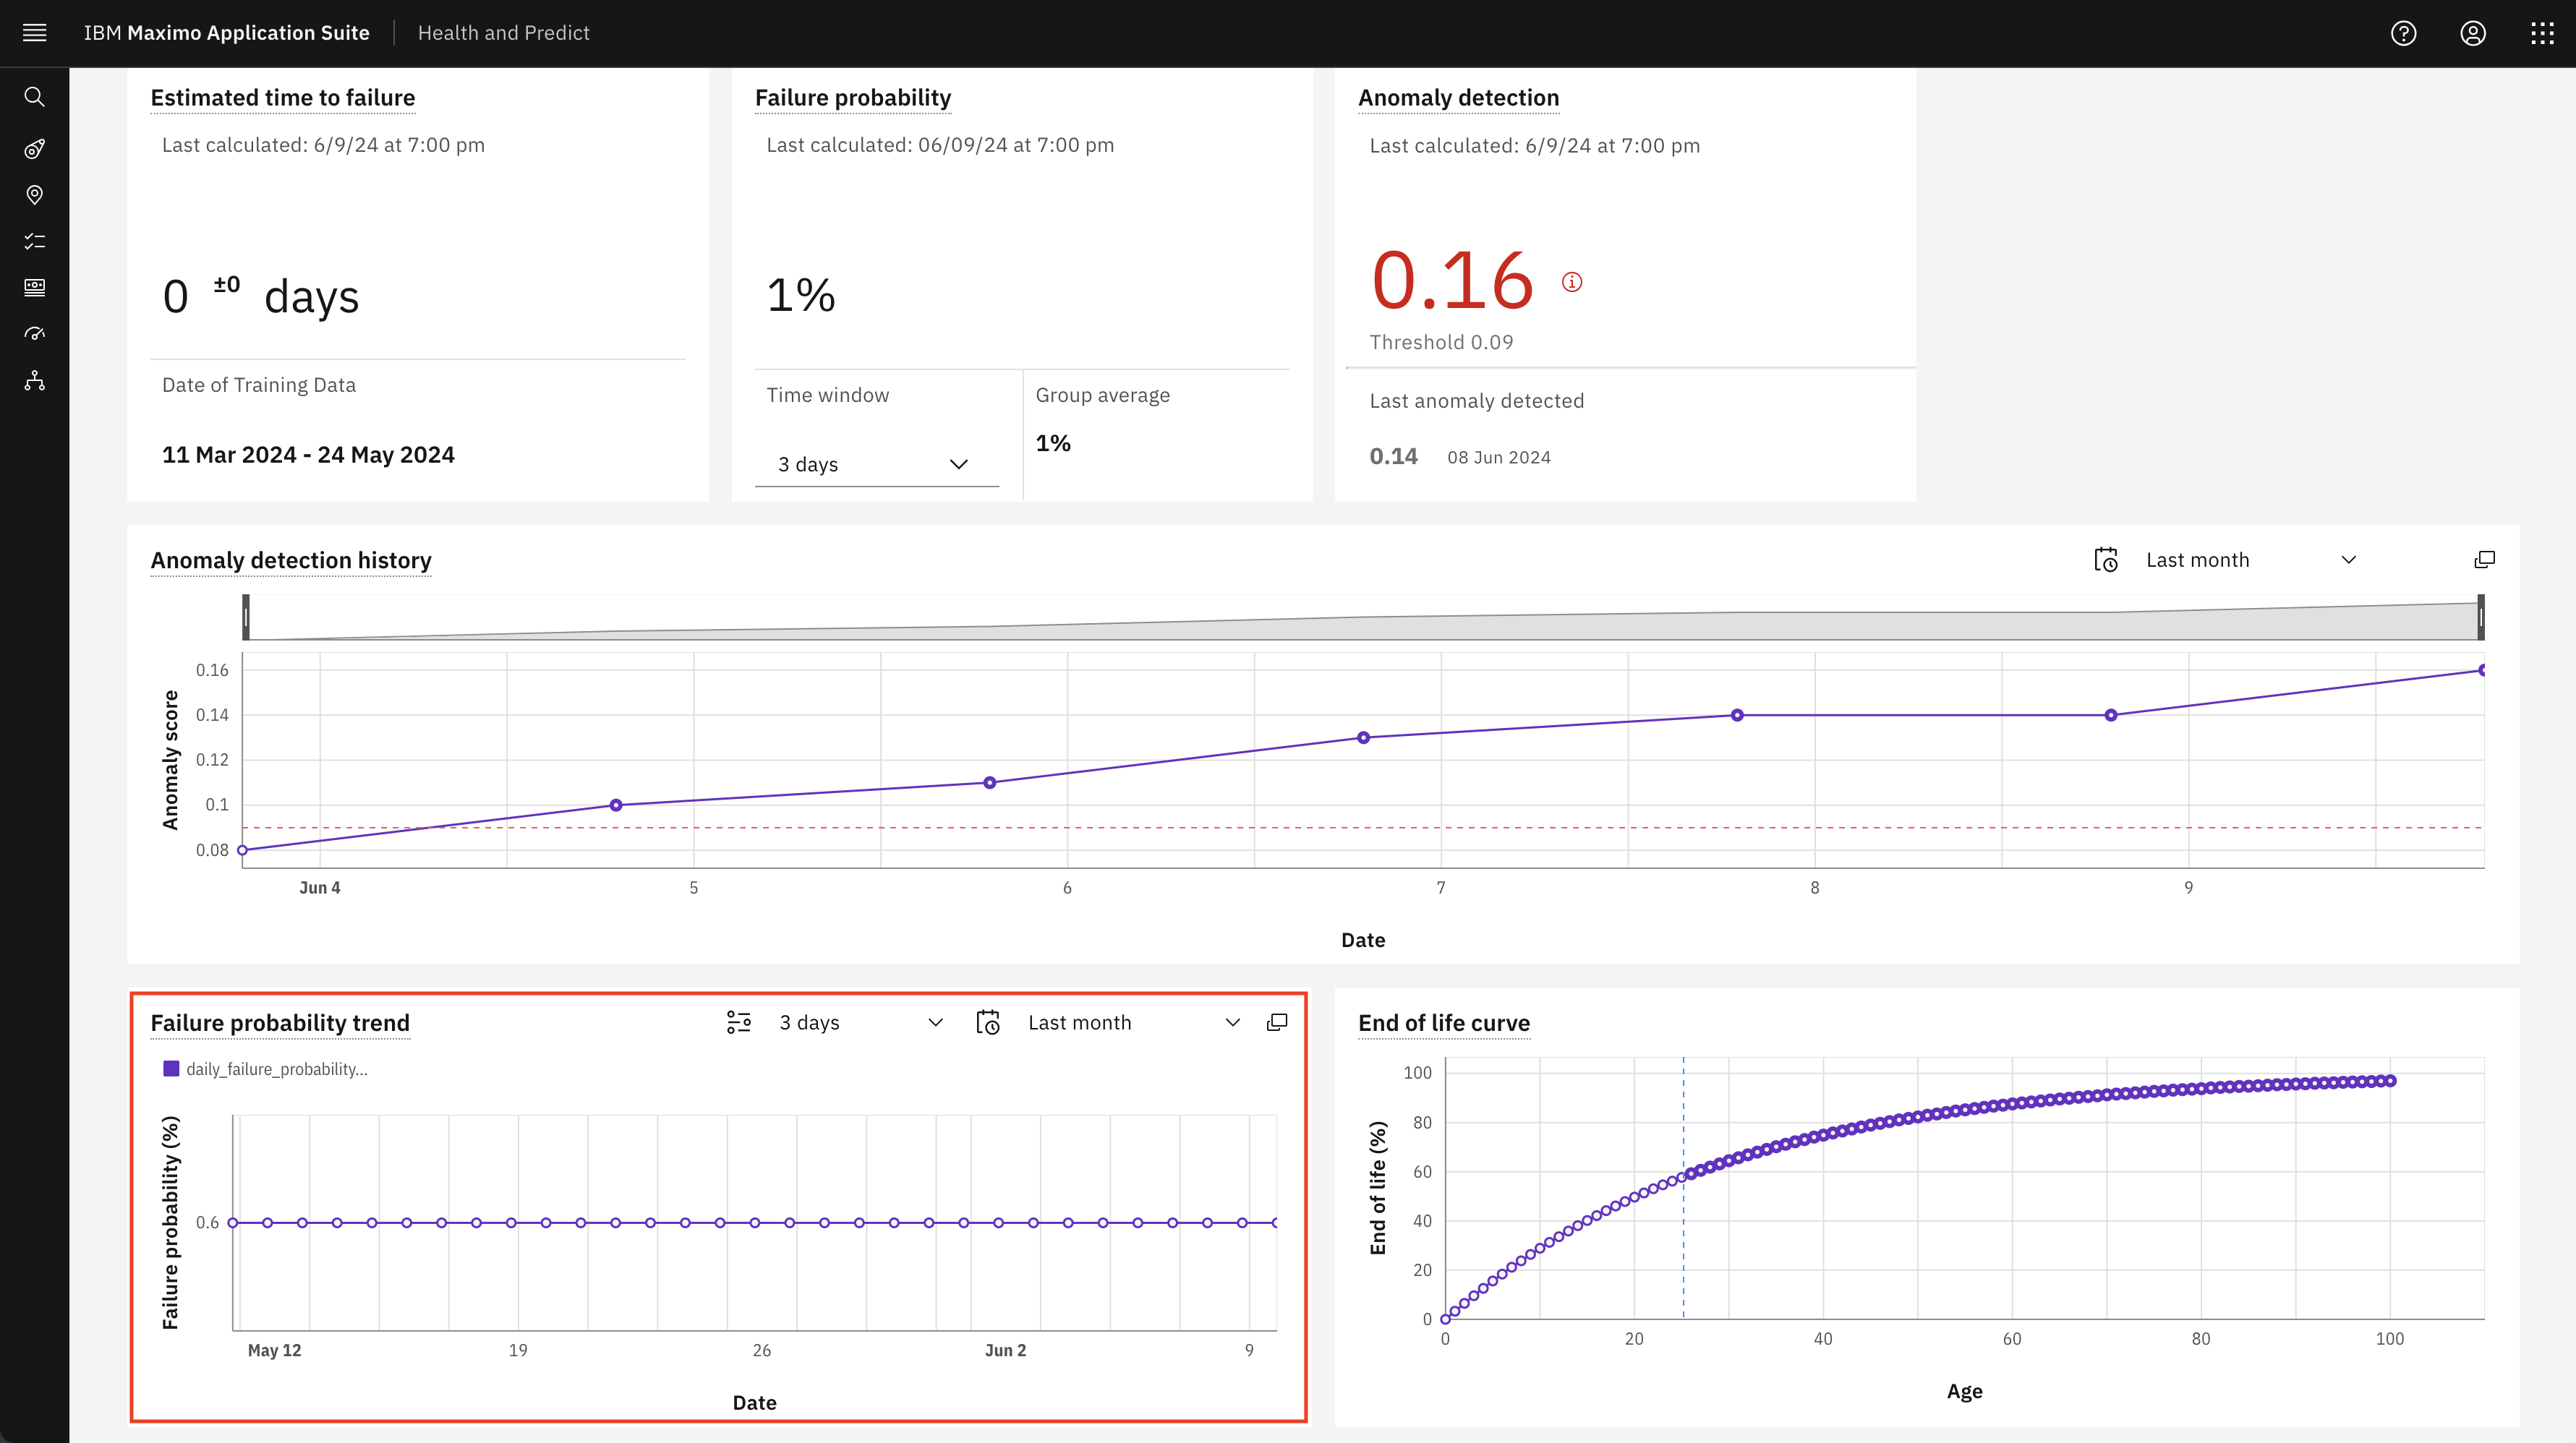 IBM Maximo Application Suite Health and Predict
Estimated time to failure
Last calculated: 6/9/24 at 7:00 pm
0 ±0 days
Date of Training Data
11 Mar 2024 - 24 May 2024
Failure probability
Last calculated: 06/09/24 at 7:00 pm
1%
Time window
3 days
Group average
1%
Anomaly detection
Last calculated: 6/9/24 at 7:00 pm
0.16
Threshold 0.09
Last anomaly detected
0.14 08 Jun 2024
Anomaly detection history
Last month
Anomaly score
0.16
0.14
0.12
0.1
0.08
Jun 4 5 6 7 8 9
Date
Failure probability trend
3 days
Last month
daily_failure_probability...
Failure probability (%)
0.6
May 12 19 26 Jun 2 9
Date
End of life curve
End of life (%)
100
80
60
40
20
0
0 20 40 60 80 100
Age